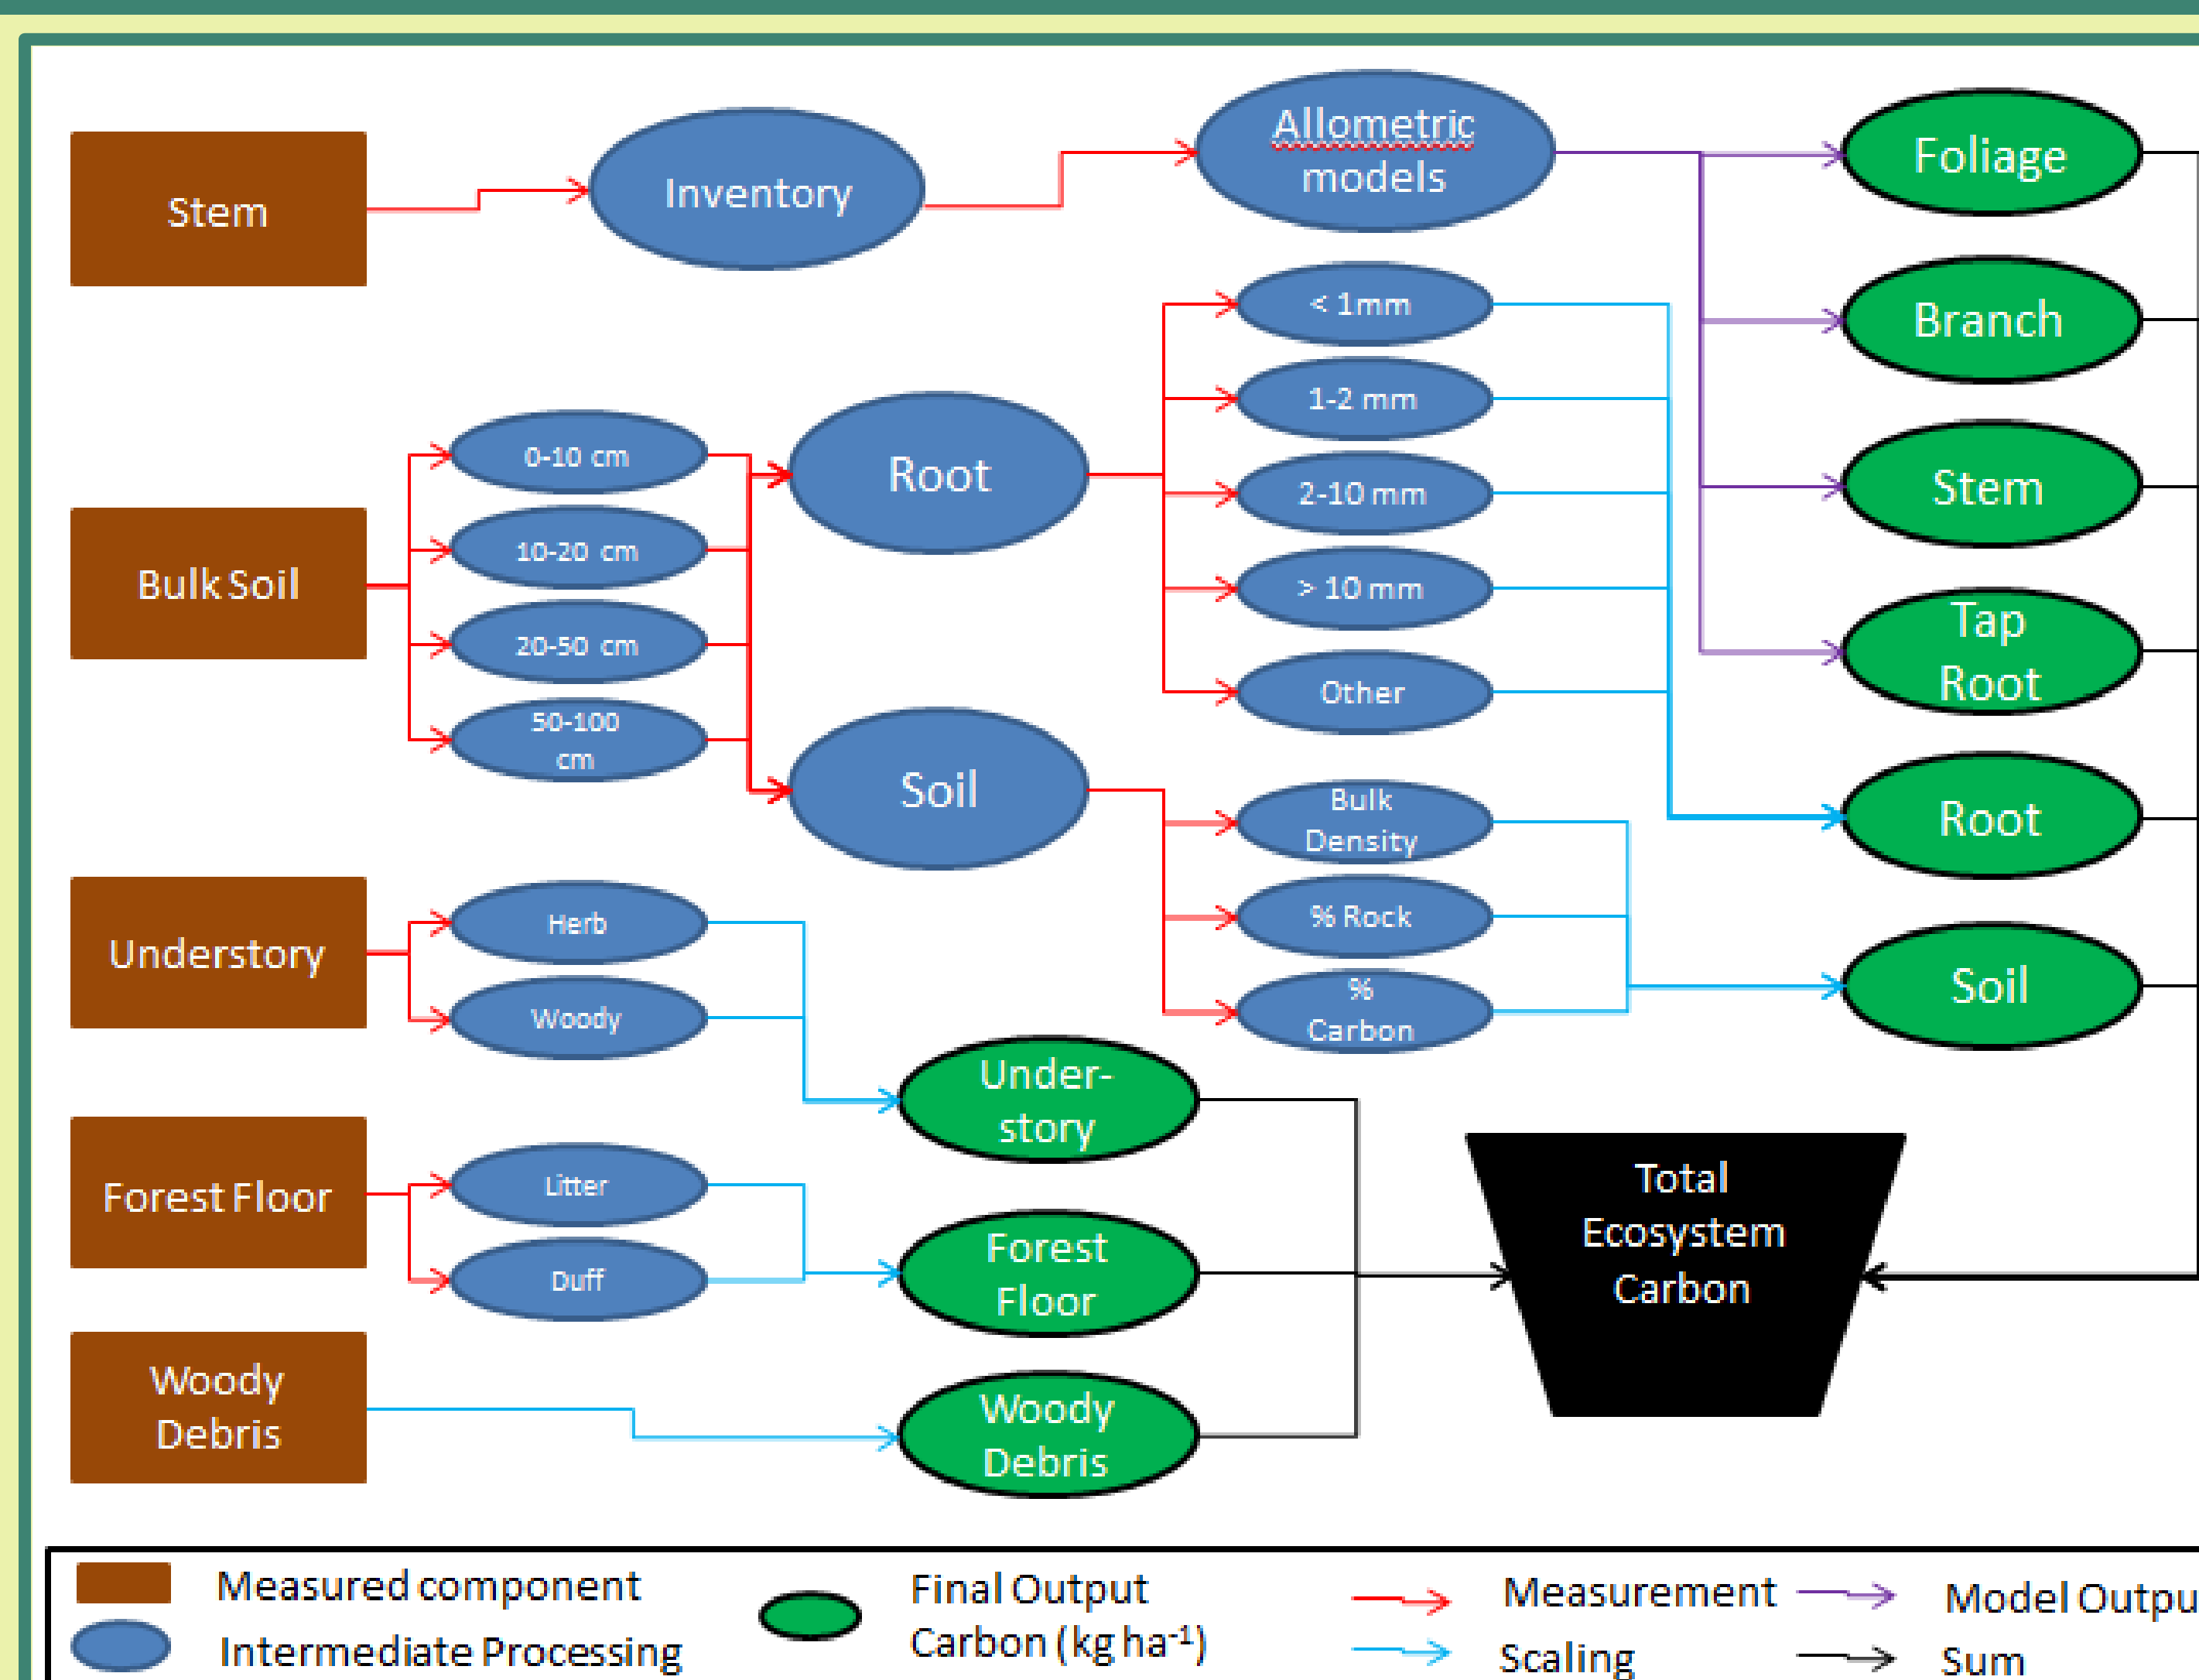 Stem
Inventory
Allometric
models
Foliage
Branch
Stem
Tap
Root
Root
Soil
< 1mm
1-2 mm
2-10 mm
> 10 mm
Other
Bulk Soil
0-10 cm
10-20 cm
20-50 cm
50-100
cm
Root
Soil
Bulk
Density
% Rock
%
Carbon
Understory
Herb
Woody
Under-
story
Forest Floor
Litter
Duff
Forest
Floor
Woody
Debris
Woody
Debris
Total
Ecosystem
Carbon
Measured component
Intermediate Processing
Final Output
Carbon (kg ha⁻¹)
Measurement
Scaling
Model Outpu
Sum